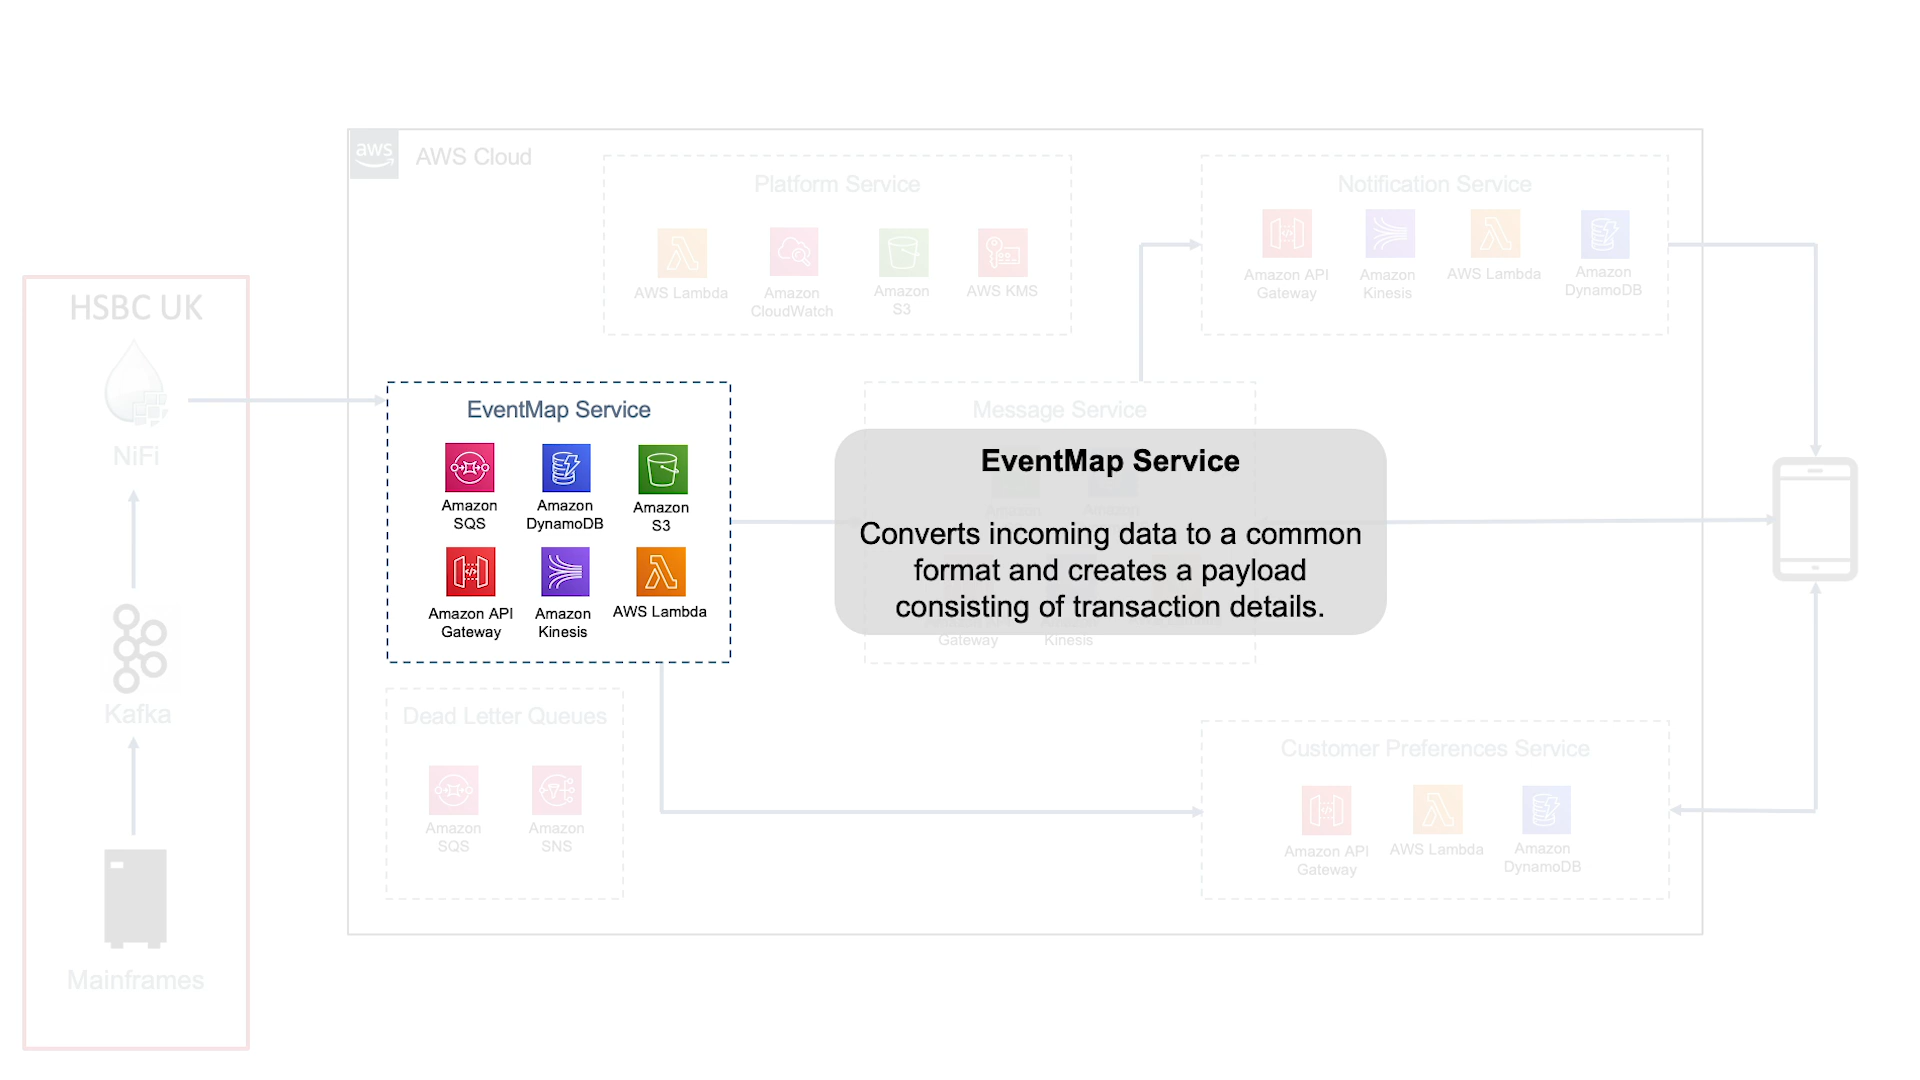 aws
AWS Cloud
Platform Service
AWS Lambda
Amazon
CloudWatch
Amazon
S3
AWS KMS
Notification Service
Amazon API
Gateway
Amazon
Kinesis
AWS Lambda
Amazon
DynamoDB
HSBC UK
NiFi
Kafka
Mainframes
EventMap Service
Amazon
SQS
Amazon
DynamoDB
Amazon
S3
Amazon API
Gateway
Amazon
Kinesis
AWS Lambda
Message Service
EventMap Service
Converts incoming data to a common
format and creates a payload
consisting of transaction details.
Gateway
Kinesis
Dead Letter Queues
Amazon
SQS
Amazon
SNS
Customer Preferences Service
Amazon API
Gateway
AWS Lambda
Amazon
DynamoDB